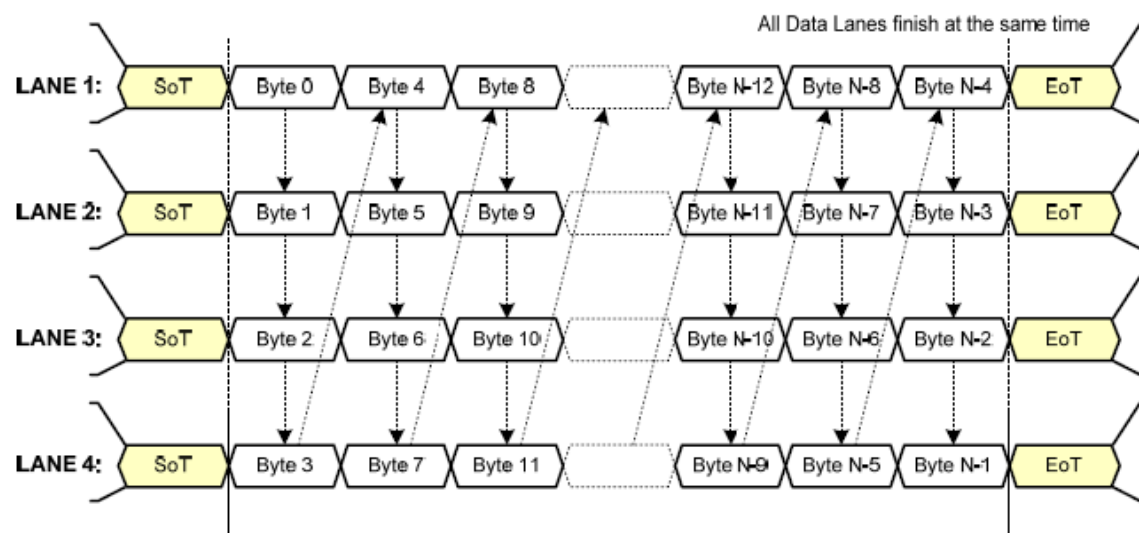 All Data Lanes finish at the same time
LANE 1: SoT Byte 0 Byte 4 Byte 8 Byte N-12 Byte N-8 Byte N-4 EoT
LANE 2: SoT Byte 1 Byte 5 Byte 9 Byte N-11 Byte N-7 Byte N-3 EoT
LANE 3: SoT Byte 2 Byte 6 Byte 10 Byte N-10 Byte N-6 Byte N-2 EoT
LANE 4: SoT Byte 3 Byte 7 Byte 11 Byte N-9 Byte N-5 Byte N-1 EoT